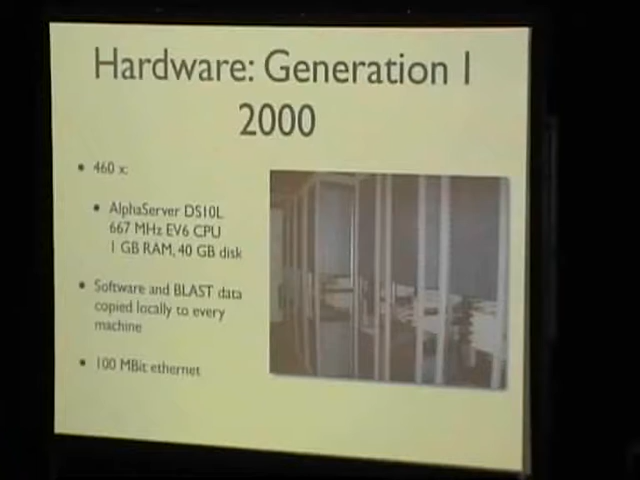 Hardware: Generation I
2000
• 460 x:
• AlphaServer DS10L
667 MHz EV6 CPU
1 GB RAM, 40 GB disk
• Software and BLAST data
copied locally to every
machine
• 100 MBit ethernet